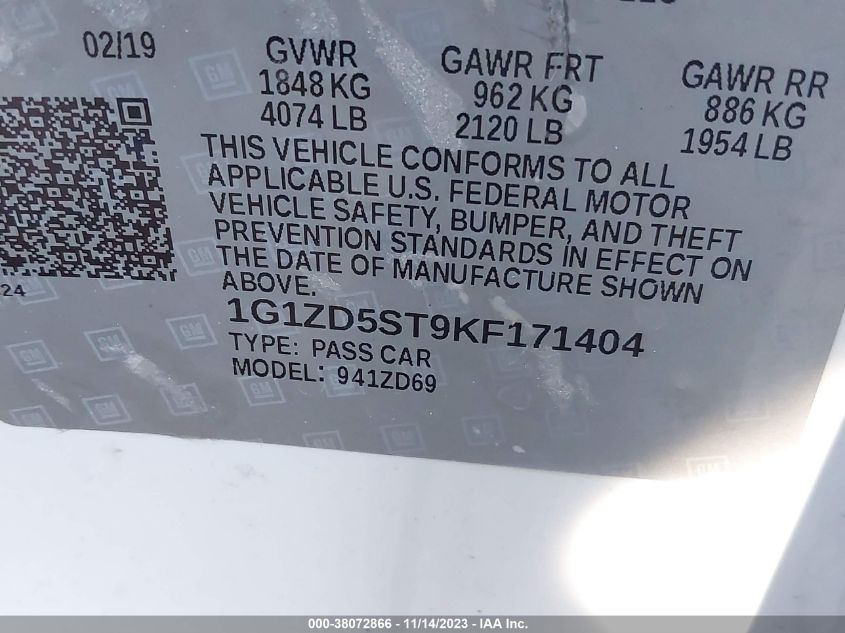 02/19 GVWR GAWR FRT GAWR RR
1848 KG 962 KG 886 KG
4074 LB 2120 LB 1954 LB
THIS VEHICLE CONFORMS TO ALL
APPLICABLE U.S. FEDERAL MOTOR
VEHICLE SAFETY, BUMPER, AND THEFT
PREVENTION STANDARDS IN EFFECT ON
THE DATE OF MANUFACTURE SHOWN
ABOVE.
24
1G1ZD5ST9KF171404
TYPE: PASS CAR
MODEL: 941ZD69
GM
000-38072866 - 11/14/2023 - IAA Inc.